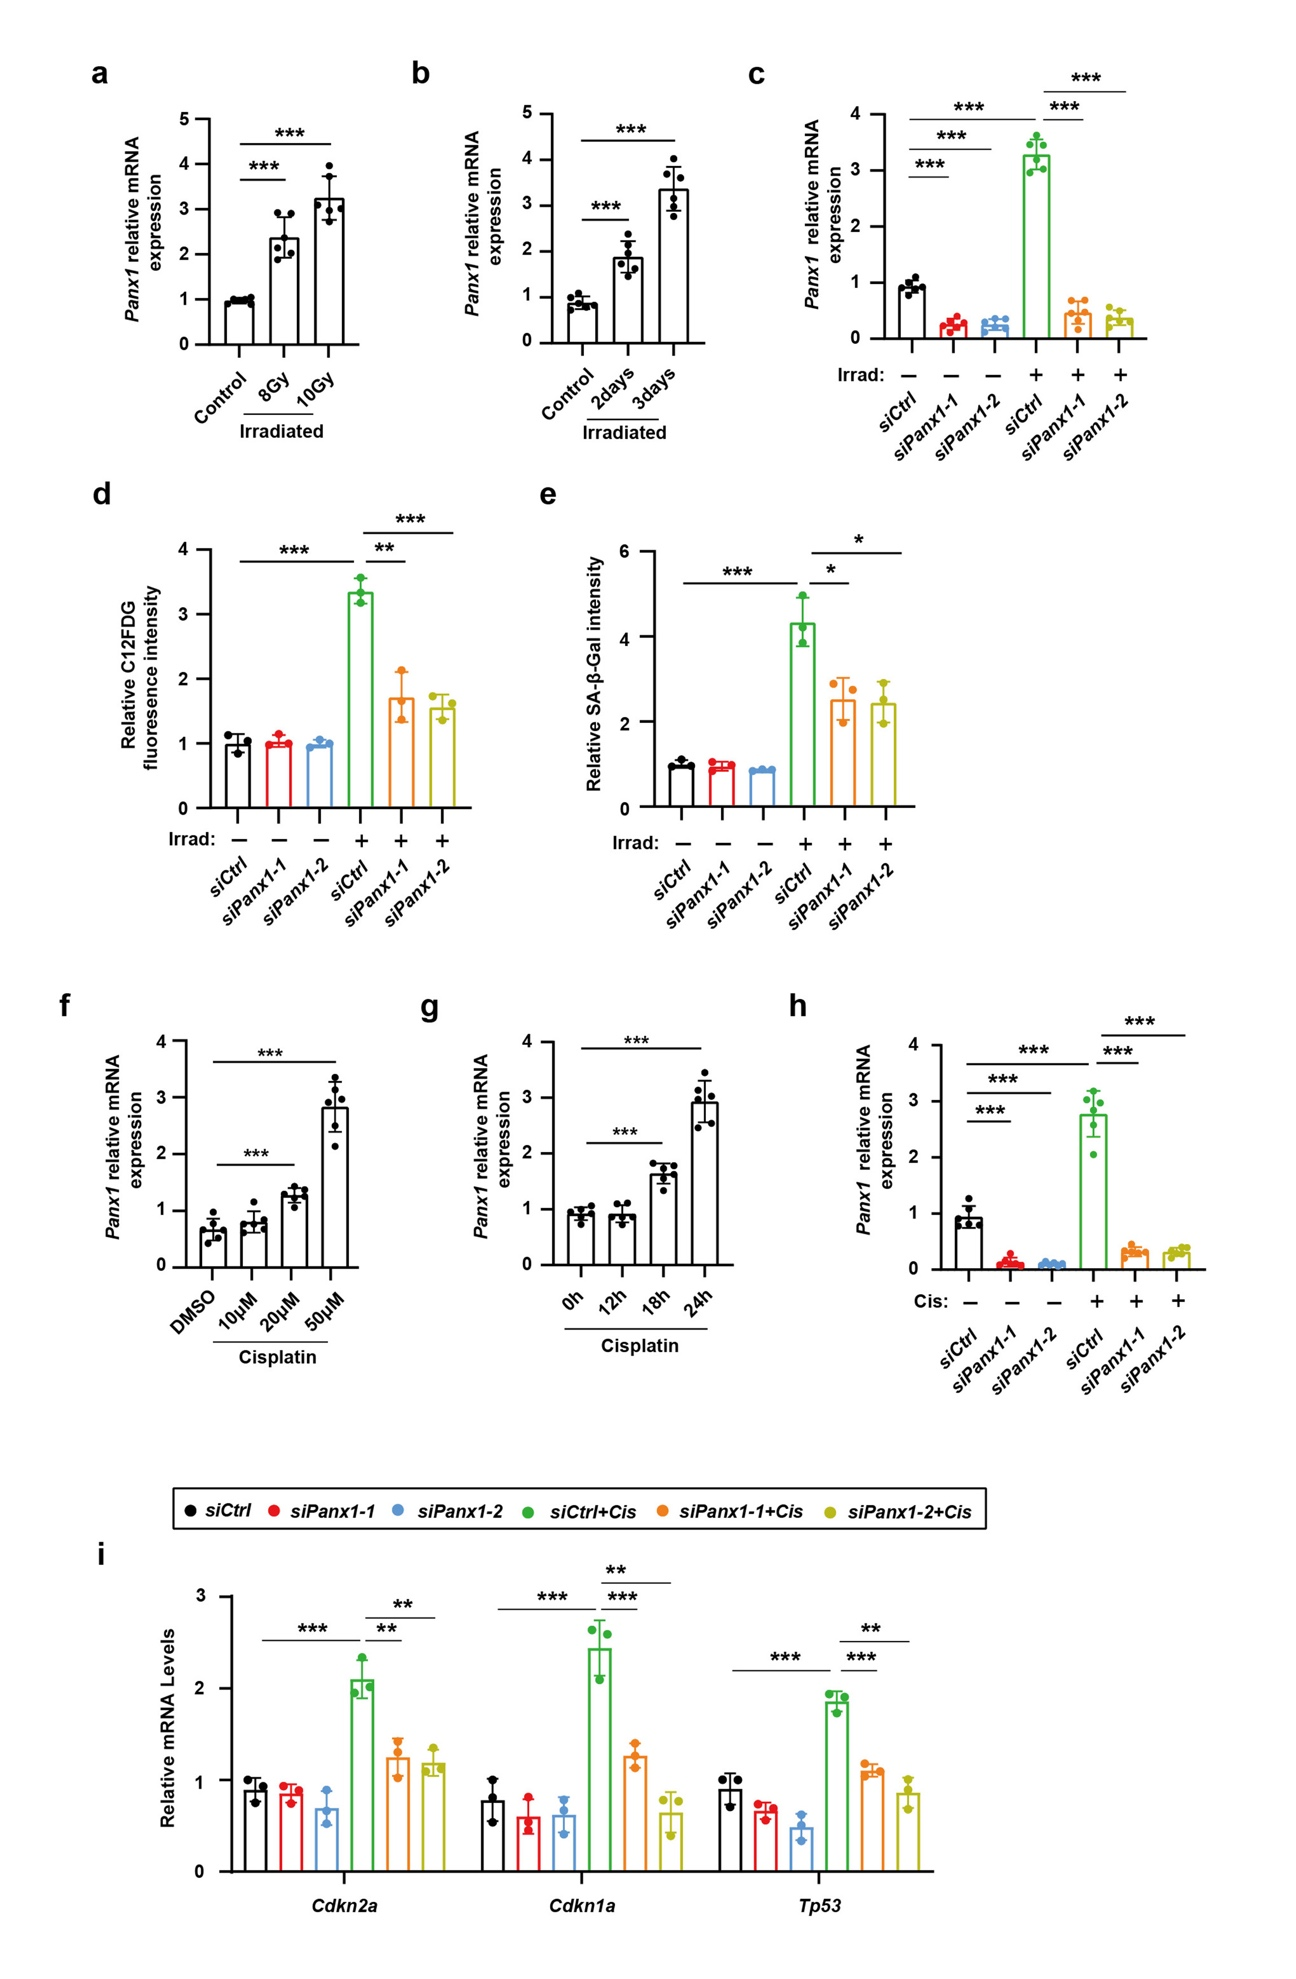 a
Panx1 relative mRNA
expression
5
4
3
2
1
0
***
***
Control
8Gy
10Gy
Irradiated
b
Panx1 relative mRNA
expression
5
4
3
2
1
0
***
***
Control
2days
3days
Irradiated
c
Panx1 relative mRNA
expression
4
3
2
1
0
***
***
***
***
***
Irrad: – – – + + +
siCtrl
siPanx1-1
siPanx1-2
siCtrl
siPanx1-1
siPanx1-2
d
Relative C12FDG
fluoresence intensity
4
3
2
1
0
***
***
**
Irrad: – – – + + +
siCtrl
siPanx1-1
siPanx1-2
siCtrl
siPanx1-1
siPanx1-2
e
Relative SA-β-Gal intensity
6
4
2
0
*
***
*
Irrad: – – – + + +
siCtrl
siPanx1-1
siPanx1-2
siCtrl
siPanx1-1
siPanx1-2
f
Panx1 relative mRNA
expression
4
3
2
1
0
***
***
DMSO
10µM
20µM
50µM
Cisplatin
g
Panx1 relative mRNA
expression
4
3
2
1
0
***
***
0h
12h
18h
24h
Cisplatin
h
Panx1 relative mRNA
expression
4
3
2
1
0
***
***
***
***
***
Cis: – – – + + +
siCtrl
siPanx1-1
siPanx1-2
siCtrl
siPanx1-1
siPanx1-2
siCtrl siPanx1-1 siPanx1-2 siCtrl+Cis siPanx1-1+Cis siPanx1-2+Cis
i
Relative mRNA Levels
3
2
1
0
***
**
**
***
**
***
***
**
***
Cdkn2a
Cdkn1a
Tp53